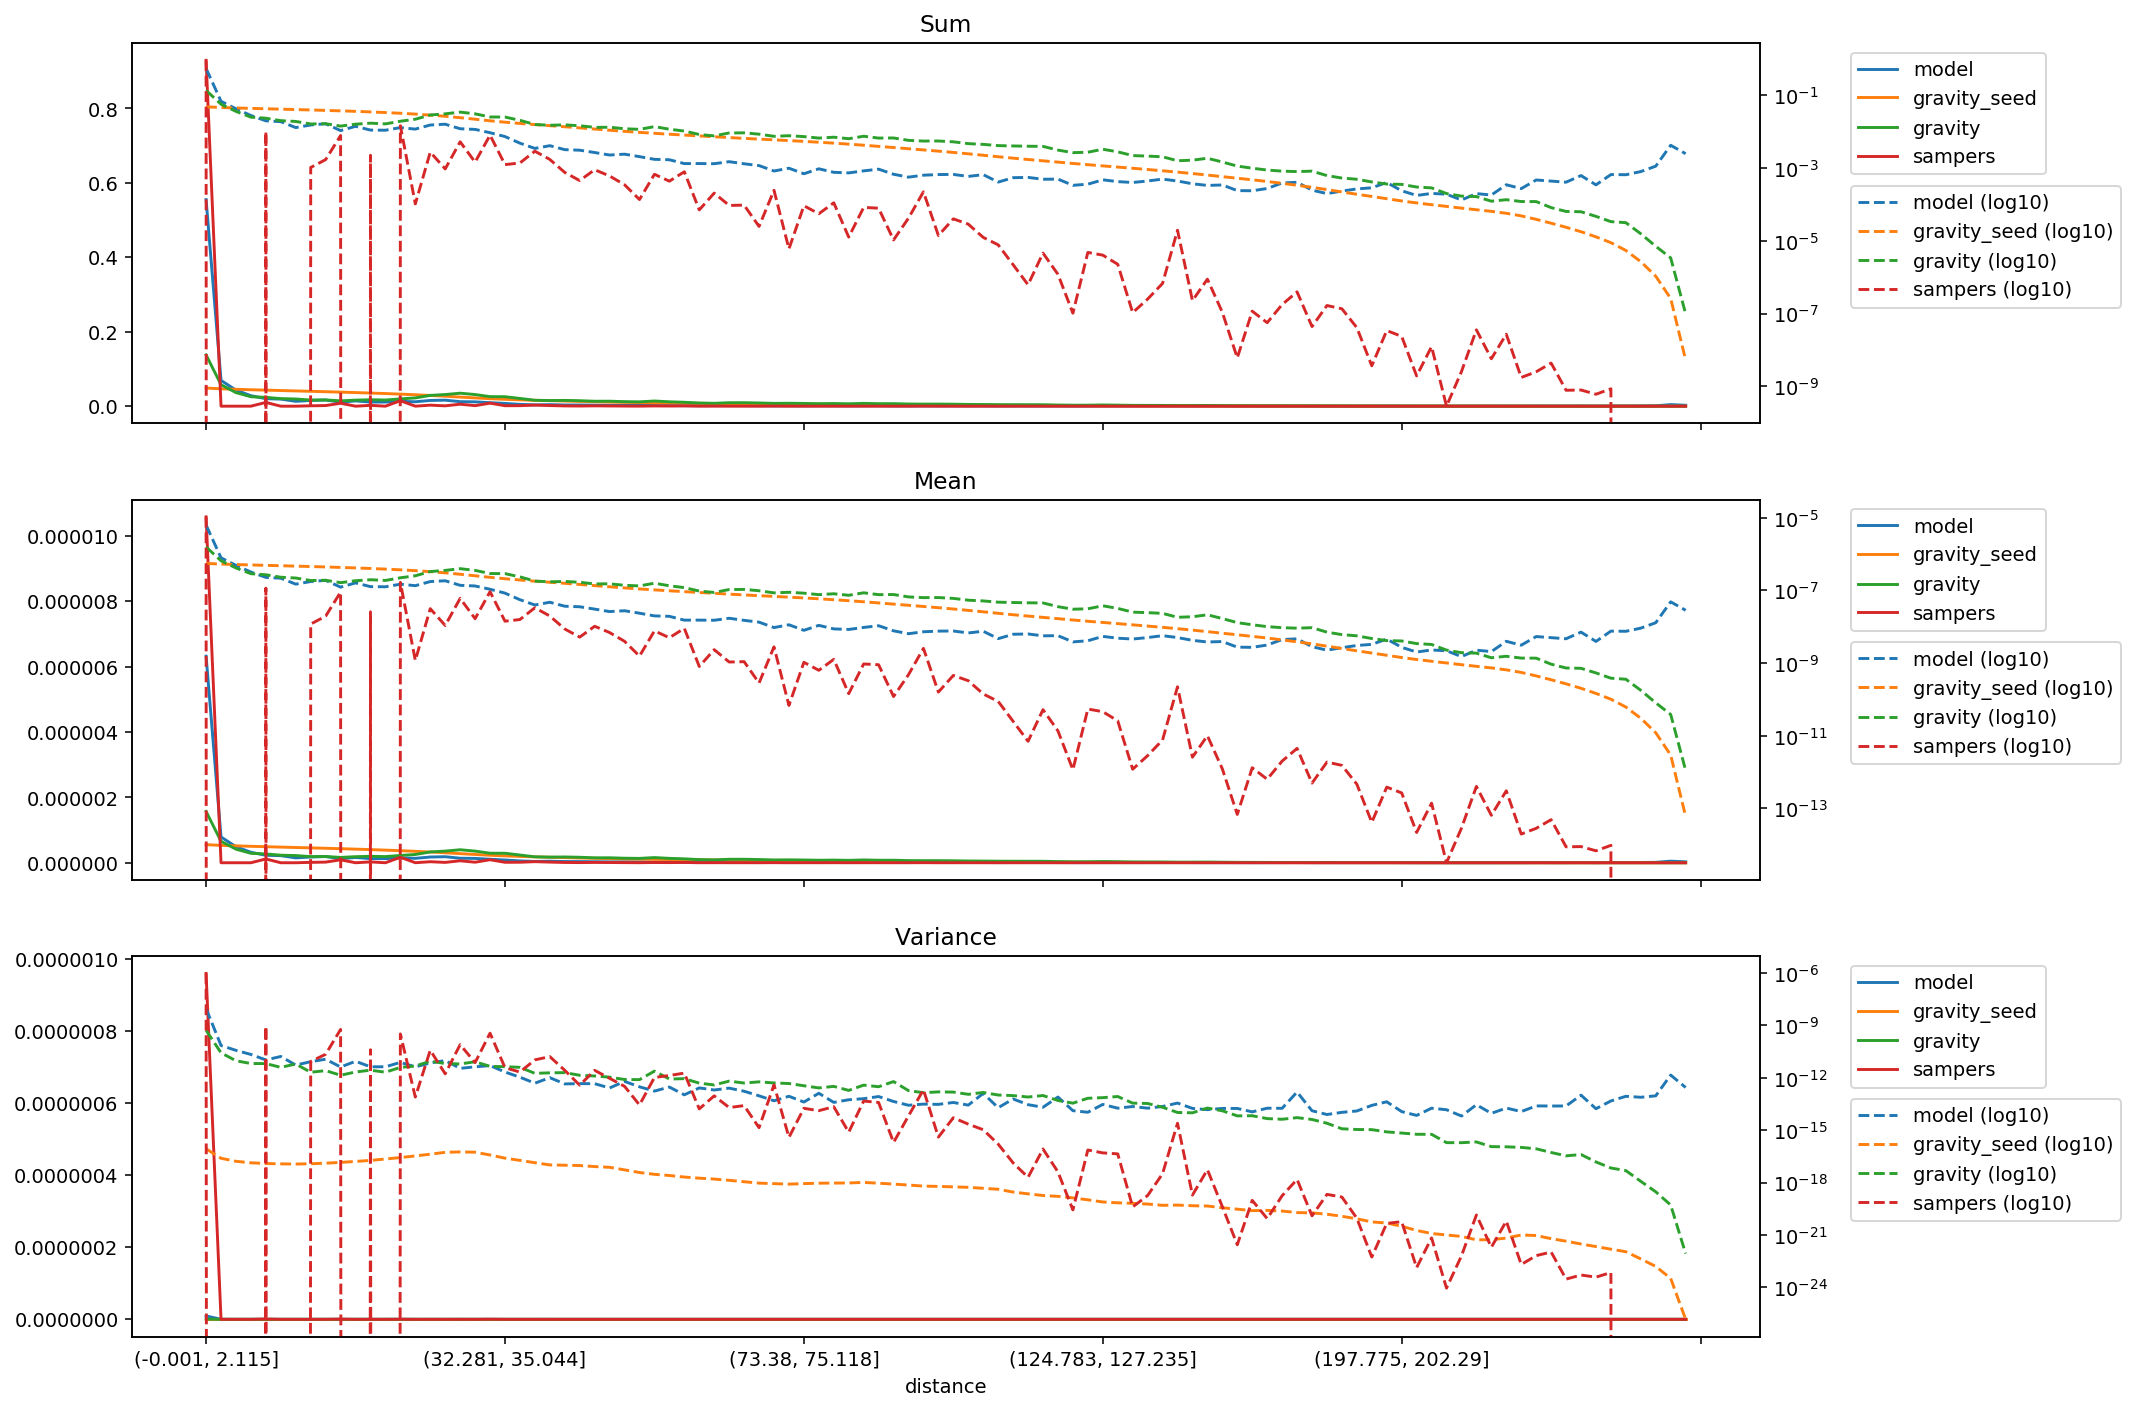 Sum
0.8
0.6
0.4
0.2
0.0
10⁻¹
10⁻³
10⁻⁵
10⁻⁷
10⁻⁹
model
gravity_seed
gravity
sampers
model (log10)
gravity_seed (log10)
gravity (log10)
sampers (log10)
Mean
0.000010
0.000008
0.000006
0.000004
0.000002
0.000000
10⁻⁵
10⁻⁷
10⁻⁹
10⁻¹¹
10⁻¹³
model
gravity_seed
gravity
sampers
model (log10)
gravity_seed (log10)
gravity (log10)
sampers (log10)
Variance
0.0000010
0.0000008
0.0000006
0.0000004
0.0000002
0.0000000
10⁻⁶
10⁻⁹
10⁻¹²
10⁻¹⁵
10⁻¹⁸
10⁻²¹
10⁻²⁴
model
gravity_seed
gravity
sampers
model (log10)
gravity_seed (log10)
gravity (log10)
sampers (log10)
(-0.001, 2.115] (32.281, 35.044] (73.38, 75.118] (124.783, 127.235] (197.775, 202.29]
distance